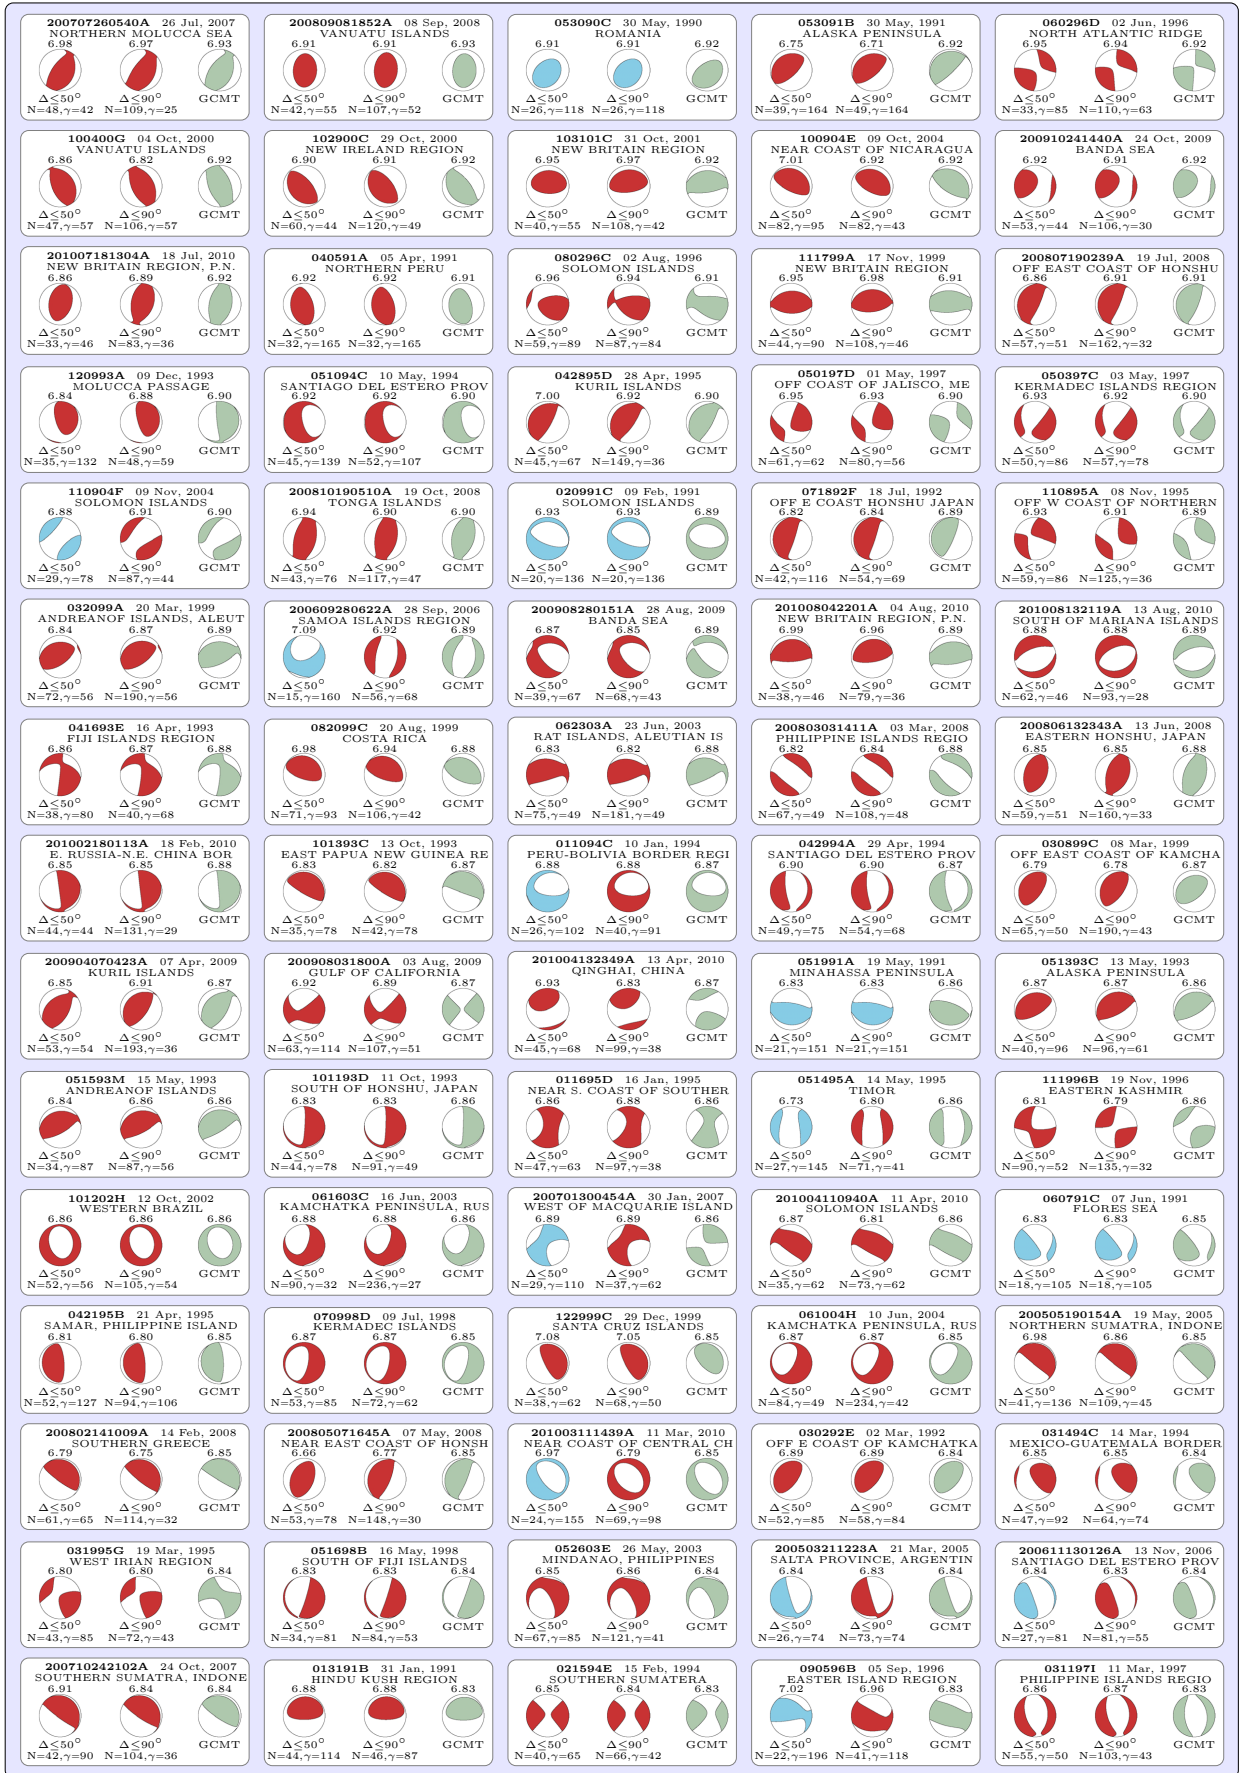 200707260540A 26 Jul, 2007
NORTHERN MOLUCCA SEA
6.98 6.97 6.93
Δ≤50° Δ≤90° GCMT
N=48,γ=42 N=109,γ=25
200809081852A 08 Sep, 2008
VANUATU ISLANDS
6.91 6.91 6.93
Δ≤50° Δ≤90° GCMT
N=42,γ=55 N=107,γ=52
053090C 30 May, 1990
ROMANIA
6.91 6.91 6.92
Δ≤50° Δ≤90° GCMT
N=26,γ=118 N=26,γ=118
053091B 30 May, 1991
ALASKA PENINSULA
6.75 6.71 6.92
Δ≤50° Δ≤90° GCMT
N=39,γ=164 N=49,γ=164
060296D 02 Jun, 1996
NORTH ATLANTIC RIDGE
6.95 6.94 6.92
Δ≤50° Δ≤90° GCMT
N=33,γ=85 N=110,γ=63
100400G 04 Oct, 2000
VANUATU ISLANDS
6.86 6.82 6.92
Δ≤50° Δ≤90° GCMT
N=47,γ=57 N=106,γ=57
102900C 29 Oct, 2000
NEW IRELAND REGION
6.90 6.91 6.92
Δ≤50° Δ≤90° GCMT
N=60,γ=44 N=120,γ=49
103101C 31 Oct, 2001
NEW BRITAIN REGION
6.95 6.97 6.92
Δ≤50° Δ≤90° GCMT
N=40,γ=55 N=108,γ=42
100904E 09 Oct, 2004
NEAR COAST OF NICARAGUA
7.01 6.92 6.92
Δ≤50° Δ≤90° GCMT
N=82,γ=95 N=82,γ=43
200910241440A 24 Oct, 2009
BANDA SEA
6.92 6.91 6.92
Δ≤50° Δ≤90° GCMT
N=53,γ=44 N=106,γ=30
201007181304A 18 Jul, 2010
NEW BRITAIN REGION, P.N.
6.86 6.89 6.92
Δ≤50° Δ≤90° GCMT
N=33,γ=46 N=83,γ=36
040591A 05 Apr, 1991
NORTHERN PERU
6.92 6.92 6.91
Δ≤50° Δ≤90° GCMT
N=32,γ=165 N=32,γ=165
080296C 02 Aug, 1996
SOLOMON ISLANDS
6.96 6.94 6.91
Δ≤50° Δ≤90° GCMT
N=59,γ=89 N=87,γ=84
111799A 17 Nov, 1999
NEW BRITAIN REGION
6.95 6.98 6.91
Δ≤50° Δ≤90° GCMT
N=44,γ=90 N=108,γ=46
200807190239A 19 Jul, 2008
OFF EAST COAST OF HONSHU
6.86 6.91 6.91
Δ≤50° Δ≤90° GCMT
N=57,γ=51 N=162,γ=32
120993A 09 Dec, 1993
MOLUCCA PASSAGE
6.84 6.88 6.90
Δ≤50° Δ≤90° GCMT
N=35,γ=132 N=48,γ=59
051094C 10 May, 1994
SANTIAGO DEL ESTERO PROV
6.92 6.92 6.90
Δ≤50° Δ≤90° GCMT
N=45,γ=139 N=52,γ=107
042895D 28 Apr, 1995
KURIL ISLANDS
7.00 6.92 6.90
Δ≤50° Δ≤90° GCMT
N=45,γ=67 N=149,γ=36
050197D 01 May, 1997
OFF COAST OF JALISCO, ME
6.93 6.93 6.90
Δ≤50° Δ≤90° GCMT
N=61,γ=62 N=80,γ=56
050397C 03 May, 1997
KERMADEC ISLANDS REGION
6.93 6.92 6.90
Δ≤50° Δ≤90° GCMT
N=50,γ=86 N=57,γ=78
110904F 09 Nov, 2004
SOLOMON ISLANDS
6.88 6.91 6.90
Δ≤50° Δ≤90° GCMT
N=29,γ=78 N=87,γ=44
200810190510A 19 Oct, 2008
TONGA ISLANDS
6.94 6.90 6.90
Δ≤50° Δ≤90° GCMT
N=43,γ=76 N=117,γ=47
020991C 09 Feb, 1991
SOLOMON ISLANDS
6.93 6.93 6.89
Δ≤50° Δ≤90° GCMT
N=20,γ=136 N=20,γ=136
071892F 18 Jul, 1992
OFF E COAST HONSHU JAPAN
6.82 6.84 6.89
Δ≤50° Δ≤90° GCMT
N=42,γ=116 N=54,γ=69
110895A 08 Nov, 1995
OFF W COAST OF NORTHERN
6.93 6.91 6.89
Δ≤50° Δ≤90° GCMT
N=59,γ=86 N=125,γ=36
032099A 20 Mar, 1999
ANDREANOF ISLANDS, ALEUT
6.84 6.87 6.89
Δ≤50° Δ≤90° GCMT
N=72,γ=56 N=190,γ=56
200609280622A 28 Sep, 2006
SAMOA ISLANDS REGION
7.09 6.92 6.89
Δ≤50° Δ≤90° GCMT
N=15,γ=160 N=56,γ=68
200908280151A 28 Aug, 2009
BANDA SEA
6.87 6.85 6.89
Δ≤50° Δ≤90° GCMT
N=39,γ=67 N=68,γ=43
201008042201A 04 Aug, 2010
NEW BRITAIN REGION, P.N.
6.99 6.96 6.89
Δ≤50° Δ≤90° GCMT
N=38,γ=46 N=79,γ=36
201008132119A 13 Aug, 2010
SOUTH OF MARIANA ISLANDS
6.88 6.88 6.89
Δ≤50° Δ≤90° GCMT
N=62,γ=46 N=93,γ=28
041693E 16 Apr, 1993
FIJI ISLANDS REGION
6.86 6.87 6.88
Δ≤50° Δ≤90° GCMT
N=38,γ=80 N=40,γ=68
082099C 20 Aug, 1999
COSTA RICA
6.98 6.94 6.88
Δ≤50° Δ≤90° GCMT
N=71,γ=93 N=106,γ=42
062303A 23 Jun, 2003
RAT ISLANDS, ALEUTIAN IS
6.83 6.82 6.88
Δ≤50° Δ≤90° GCMT
N=75,γ=49 N=181,γ=49
200803031411A 03 Mar, 2008
PHILIPPINE ISLANDS REGIO
6.82 6.84 6.88
Δ≤50° Δ≤90° GCMT
N=67,γ=49 N=108,γ=48
200806132343A 13 Jun, 2008
EASTERN HONSHU, JAPAN
6.85 6.85 6.88
Δ≤50° Δ≤90° GCMT
N=59,γ=51 N=160,γ=33
201002180113A 18 Feb, 2010
E. RUSSIA-N.E. CHINA BOR
6.85 6.85 6.88
Δ≤50° Δ≤90° GCMT
N=44,γ=44 N=131,γ=29
101393C 13 Oct, 1993
EAST PAPUA NEW GUINEA RE
6.83 6.82 6.87
Δ≤50° Δ≤90° GCMT
N=35,γ=78 N=42,γ=78
011094C 10 Jan, 1994
PERU-BOLIVIA BORDER REGI
6.88 6.88 6.87
Δ≤50° Δ≤90° GCMT
N=26,γ=102 N=40,γ=91
042994A 29 Apr, 1994
SANTIAGO DEL ESTERO PROV
6.90 6.90 6.87
Δ≤50° Δ≤90° GCMT
N=49,γ=75 N=54,γ=68
030899C 08 Mar, 1999
OFF EAST COAST OF KAMCHA
6.79 6.78 6.87
Δ≤50° Δ≤90° GCMT
N=65,γ=50 N=190,γ=43
200904070423A 07 Apr, 2009
KURIL ISLANDS
6.85 6.91 6.87
Δ≤50° Δ≤90° GCMT
N=53,γ=54 N=193,γ=36
200908031800A 03 Aug, 2009
GULF OF CALIFORNIA
6.92 6.89 6.87
Δ≤50° Δ≤90° GCMT
N=63,γ=114 N=107,γ=51
201004132349A 13 Apr, 2010
QINGHAI, CHINA
6.93 6.83 6.87
Δ≤50° Δ≤90° GCMT
N=45,γ=68 N=99,γ=38
051991A 19 May, 1991
MINAHASSA PENINSULA
6.83 6.83 6.86
Δ≤50° Δ≤90° GCMT
N=21,γ=151 N=21,γ=151
051393C 13 May, 1993
ALASKA PENINSULA
6.87 6.87 6.86
Δ≤50° Δ≤90° GCMT
N=40,γ=96 N=96,γ=61
051593M 15 May, 1993
ANDREANOF ISLANDS
6.84 6.86 6.86
Δ≤50° Δ≤90° GCMT
N=34,γ=87 N=87,γ=56
101193D 11 Oct, 1993
SOUTH OF HONSHU, JAPAN
6.83 6.83 6.86
Δ≤50° Δ≤90° GCMT
N=44,γ=78 N=91,γ=49
011695D 16 Jan, 1995
NEAR S. COAST OF SOUTHER
6.86 6.88 6.86
Δ≤50° Δ≤90° GCMT
N=47,γ=63 N=97,γ=38
051495A 14 May, 1995
TIMOR
6.73 6.80 6.86
Δ≤50° Δ≤90° GCMT
N=27,γ=145 N=71,γ=41
111996B 19 Nov, 1996
EASTERN KASHMIR
6.81 6.79 6.86
Δ≤50° Δ≤90° GCMT
N=90,γ=52 N=135,γ=32
101202H 12 Oct, 2002
WESTERN BRAZIL
6.86 6.86 6.86
Δ≤50° Δ≤90° GCMT
N=52,γ=56 N=105,γ=54
061603C 16 Jun, 2003
KAMCHATKA PENINSULA, RUS
6.88 6.88 6.86
Δ≤50° Δ≤90° GCMT
N=90,γ=32 N=236,γ=27
200701300454A 30 Jan, 2007
WEST OF MACQUARIE ISLAND
6.89 6.89 6.86
Δ≤50° Δ≤90° GCMT
N=29,γ=110 N=37,γ=62
201004110940A 11 Apr, 2010
SOLOMON ISLANDS
6.87 6.81 6.86
Δ≤50° Δ≤90° GCMT
N=35,γ=62 N=73,γ=62
060791C 07 Jun, 1991
FLORES SEA
6.83 6.83 6.85
Δ≤50° Δ≤90° GCMT
N=18,γ=105 N=18,γ=105
042195B 21 Apr, 1995
SAMAR, PHILIPPINE ISLAND
6.81 6.80 6.85
Δ≤50° Δ≤90° GCMT
N=52,γ=127 N=94,γ=106
070998D 09 Jul, 1998
KERMADEC ISLANDS
6.87 6.87 6.85
Δ≤50° Δ≤90° GCMT
N=53,γ=85 N=72,γ=62
122999C 29 Dec, 1999
SANTA CRUZ ISLANDS
7.08 7.05 6.85
Δ≤50° Δ≤90° GCMT
N=38,γ=62 N=68,γ=50
061004H 10 Jun, 2004
KAMCHATKA PENINSULA, RUS
6.87 6.87 6.85
Δ≤50° Δ≤90° GCMT
N=84,γ=49 N=234,γ=42
200505190154A 19 May, 2005
NORTHERN SUMATRA, INDONE
6.98 6.86 6.85
Δ≤50° Δ≤90° GCMT
N=41,γ=136 N=109,γ=45
200802141009A 14 Feb, 2008
SOUTHERN GREECE
6.79 6.75 6.85
Δ≤50° Δ≤90° GCMT
N=61,γ=65 N=114,γ=32
200805071645A 07 May, 2008
NEAR EAST COAST OF HONSH
6.66 6.77 6.85
Δ≤50° Δ≤90° GCMT
N=53,γ=78 N=148,γ=30
201003111439A 11 Mar, 2010
NEAR COAST OF CENTRAL CH
6.97 6.79 6.85
Δ≤50° Δ≤90° GCMT
N=24,γ=155 N=69,γ=98
030292E 02 Mar, 1992
OFF E COAST OF KAMCHATKA
6.89 6.89 6.84
Δ≤50° Δ≤90° GCMT
N=52,γ=85 N=58,γ=84
031494C 14 Mar, 1994
MEXICO-GUATEMALA BORDER
6.85 6.85 6.84
Δ≤50° Δ≤90° GCMT
N=47,γ=92 N=64,γ=74
031995G 19 Mar, 1995
WEST IRIAN REGION
6.80 6.80 6.84
Δ≤50° Δ≤90° GCMT
N=43,γ=85 N=72,γ=43
051698B 16 May, 1998
SOUTH OF FIJI ISLANDS
6.83 6.83 6.84
Δ≤50° Δ≤90° GCMT
N=34,γ=81 N=84,γ=53
052603E 26 May, 2003
MINDANAO, PHILIPPINES
6.85 6.86 6.84
Δ≤50° Δ≤90° GCMT
N=67,γ=85 N=121,γ=41
200503211223A 21 Mar, 2005
SALTA PROVINCE, ARGENTIN
6.84 6.83 6.84
Δ≤50° Δ≤90° GCMT
N=26,γ=74 N=73,γ=74
200611130126A 13 Nov, 2006
SANTIAGO DEL ESTERO PROV
6.84 6.83 6.84
Δ≤50° Δ≤90° GCMT
N=27,γ=81 N=81,γ=55
200710242102A 24 Oct, 2007
SOUTHERN SUMATRA, INDONE
6.91 6.84 6.84
Δ≤50° Δ≤90° GCMT
N=42,γ=90 N=104,γ=36
013191B 31 Jan, 1991
HINDU KUSH REGION
6.88 6.88 6.83
Δ≤50° Δ≤90° GCMT
N=44,γ=114 N=46,γ=87
021594E 15 Feb, 1994
SOUTHERN SUMATERA
6.85 6.84 6.83
Δ≤50° Δ≤90° GCMT
N=40,γ=65 N=66,γ=42
090596B 05 Sep, 1996
EASTER ISLAND REGION
7.02 6.96 6.83
Δ≤50° Δ≤90° GCMT
N=22,γ=196 N=41,γ=118
031197I 11 Mar, 1997
PHILIPPINE ISLANDS REGIO
6.86 6.87 6.83
Δ≤50° Δ≤90° GCMT
N=55,γ=50 N=103,γ=43